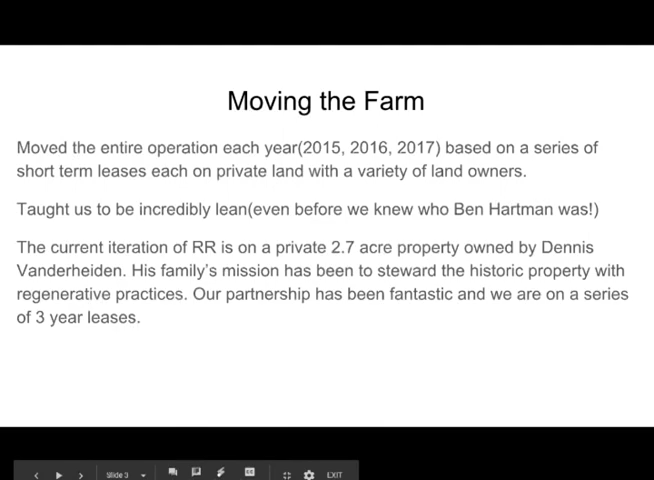 Moving the Farm
Moved the entire operation each year(2015, 2016, 2017) based on a series of
short term leases each on private land with a variety of land owners.
Taught us to be incredibly lean(even before we knew who Ben Hartman was!)
The current iteration of RR is on a private 2.7 acre property owned by Dennis
Vanderheiden. His family's mission has been to steward the historic property with
regenerative practices. Our partnership has been fantastic and we are on a series
of 3 year leases.
Slide 3
EXIT